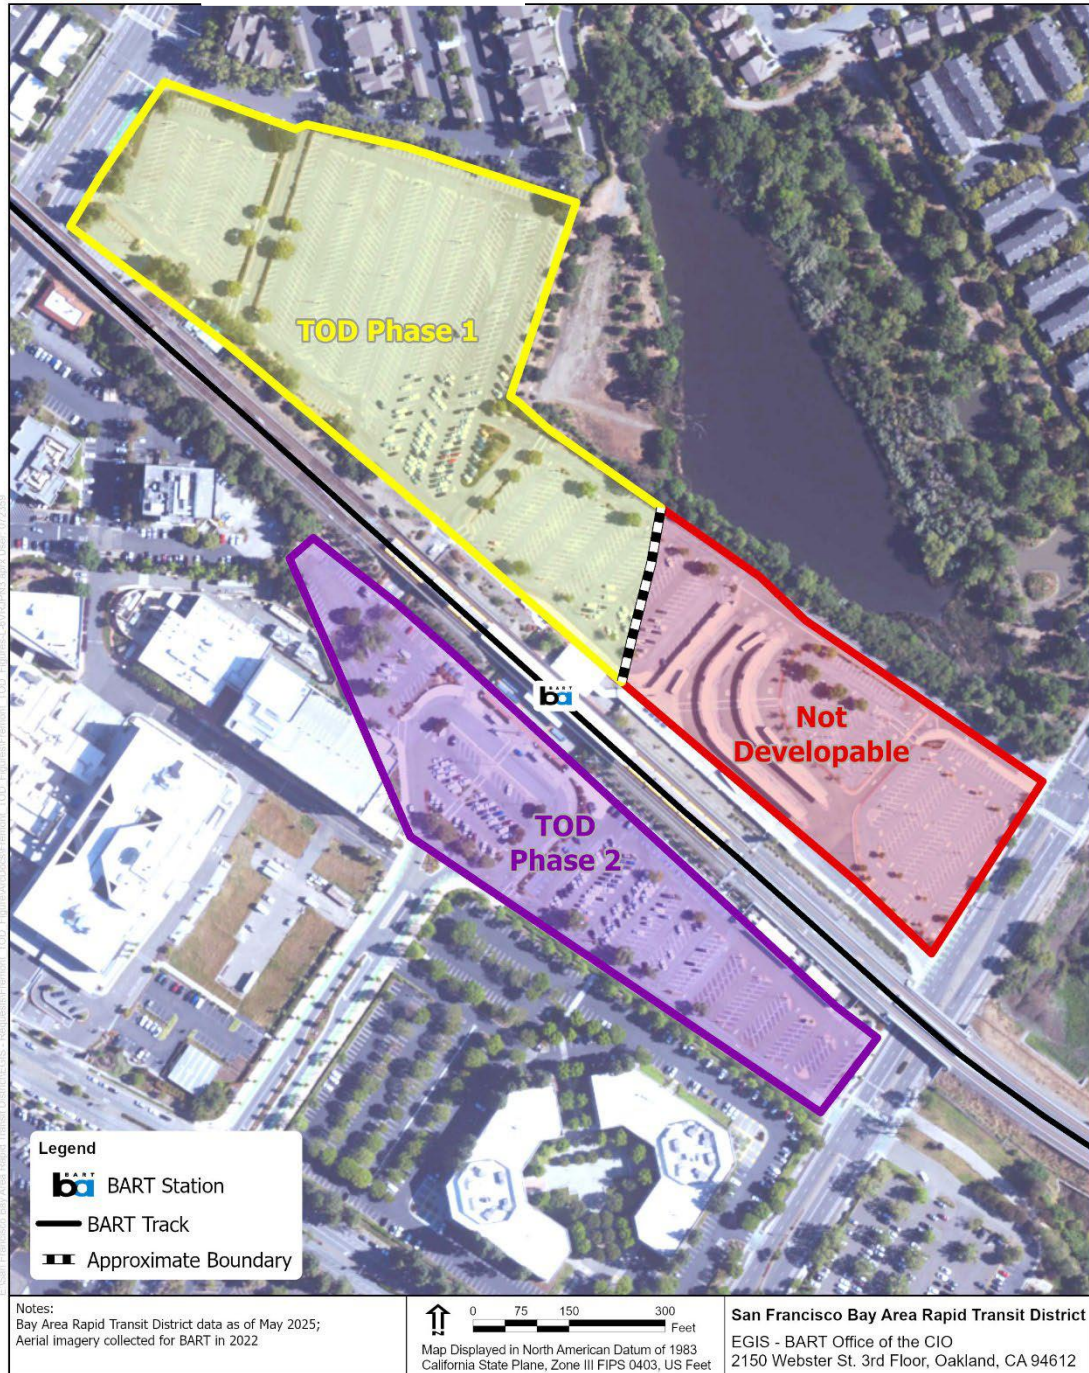 TOD Phase 1
Not
Developable
BART
ba
TOD
Phase 2
Legend
BART
ba BART Station
BART Track
Approximate Boundary
Notes:
Bay Area Rapid Transit District data as of May 2025;
Aerial imagery collected for BART in 2022
N
0 75 150 300
Feet
Map Displayed in North American Datum of 1983
California State Plane, Zone III FIPS 0403, US Feet
San Francisco Bay Area Rapid Transit District
EGIS - BART Office of the CIO
2150 Webster St. 3rd Floor, Oakland, CA 94612